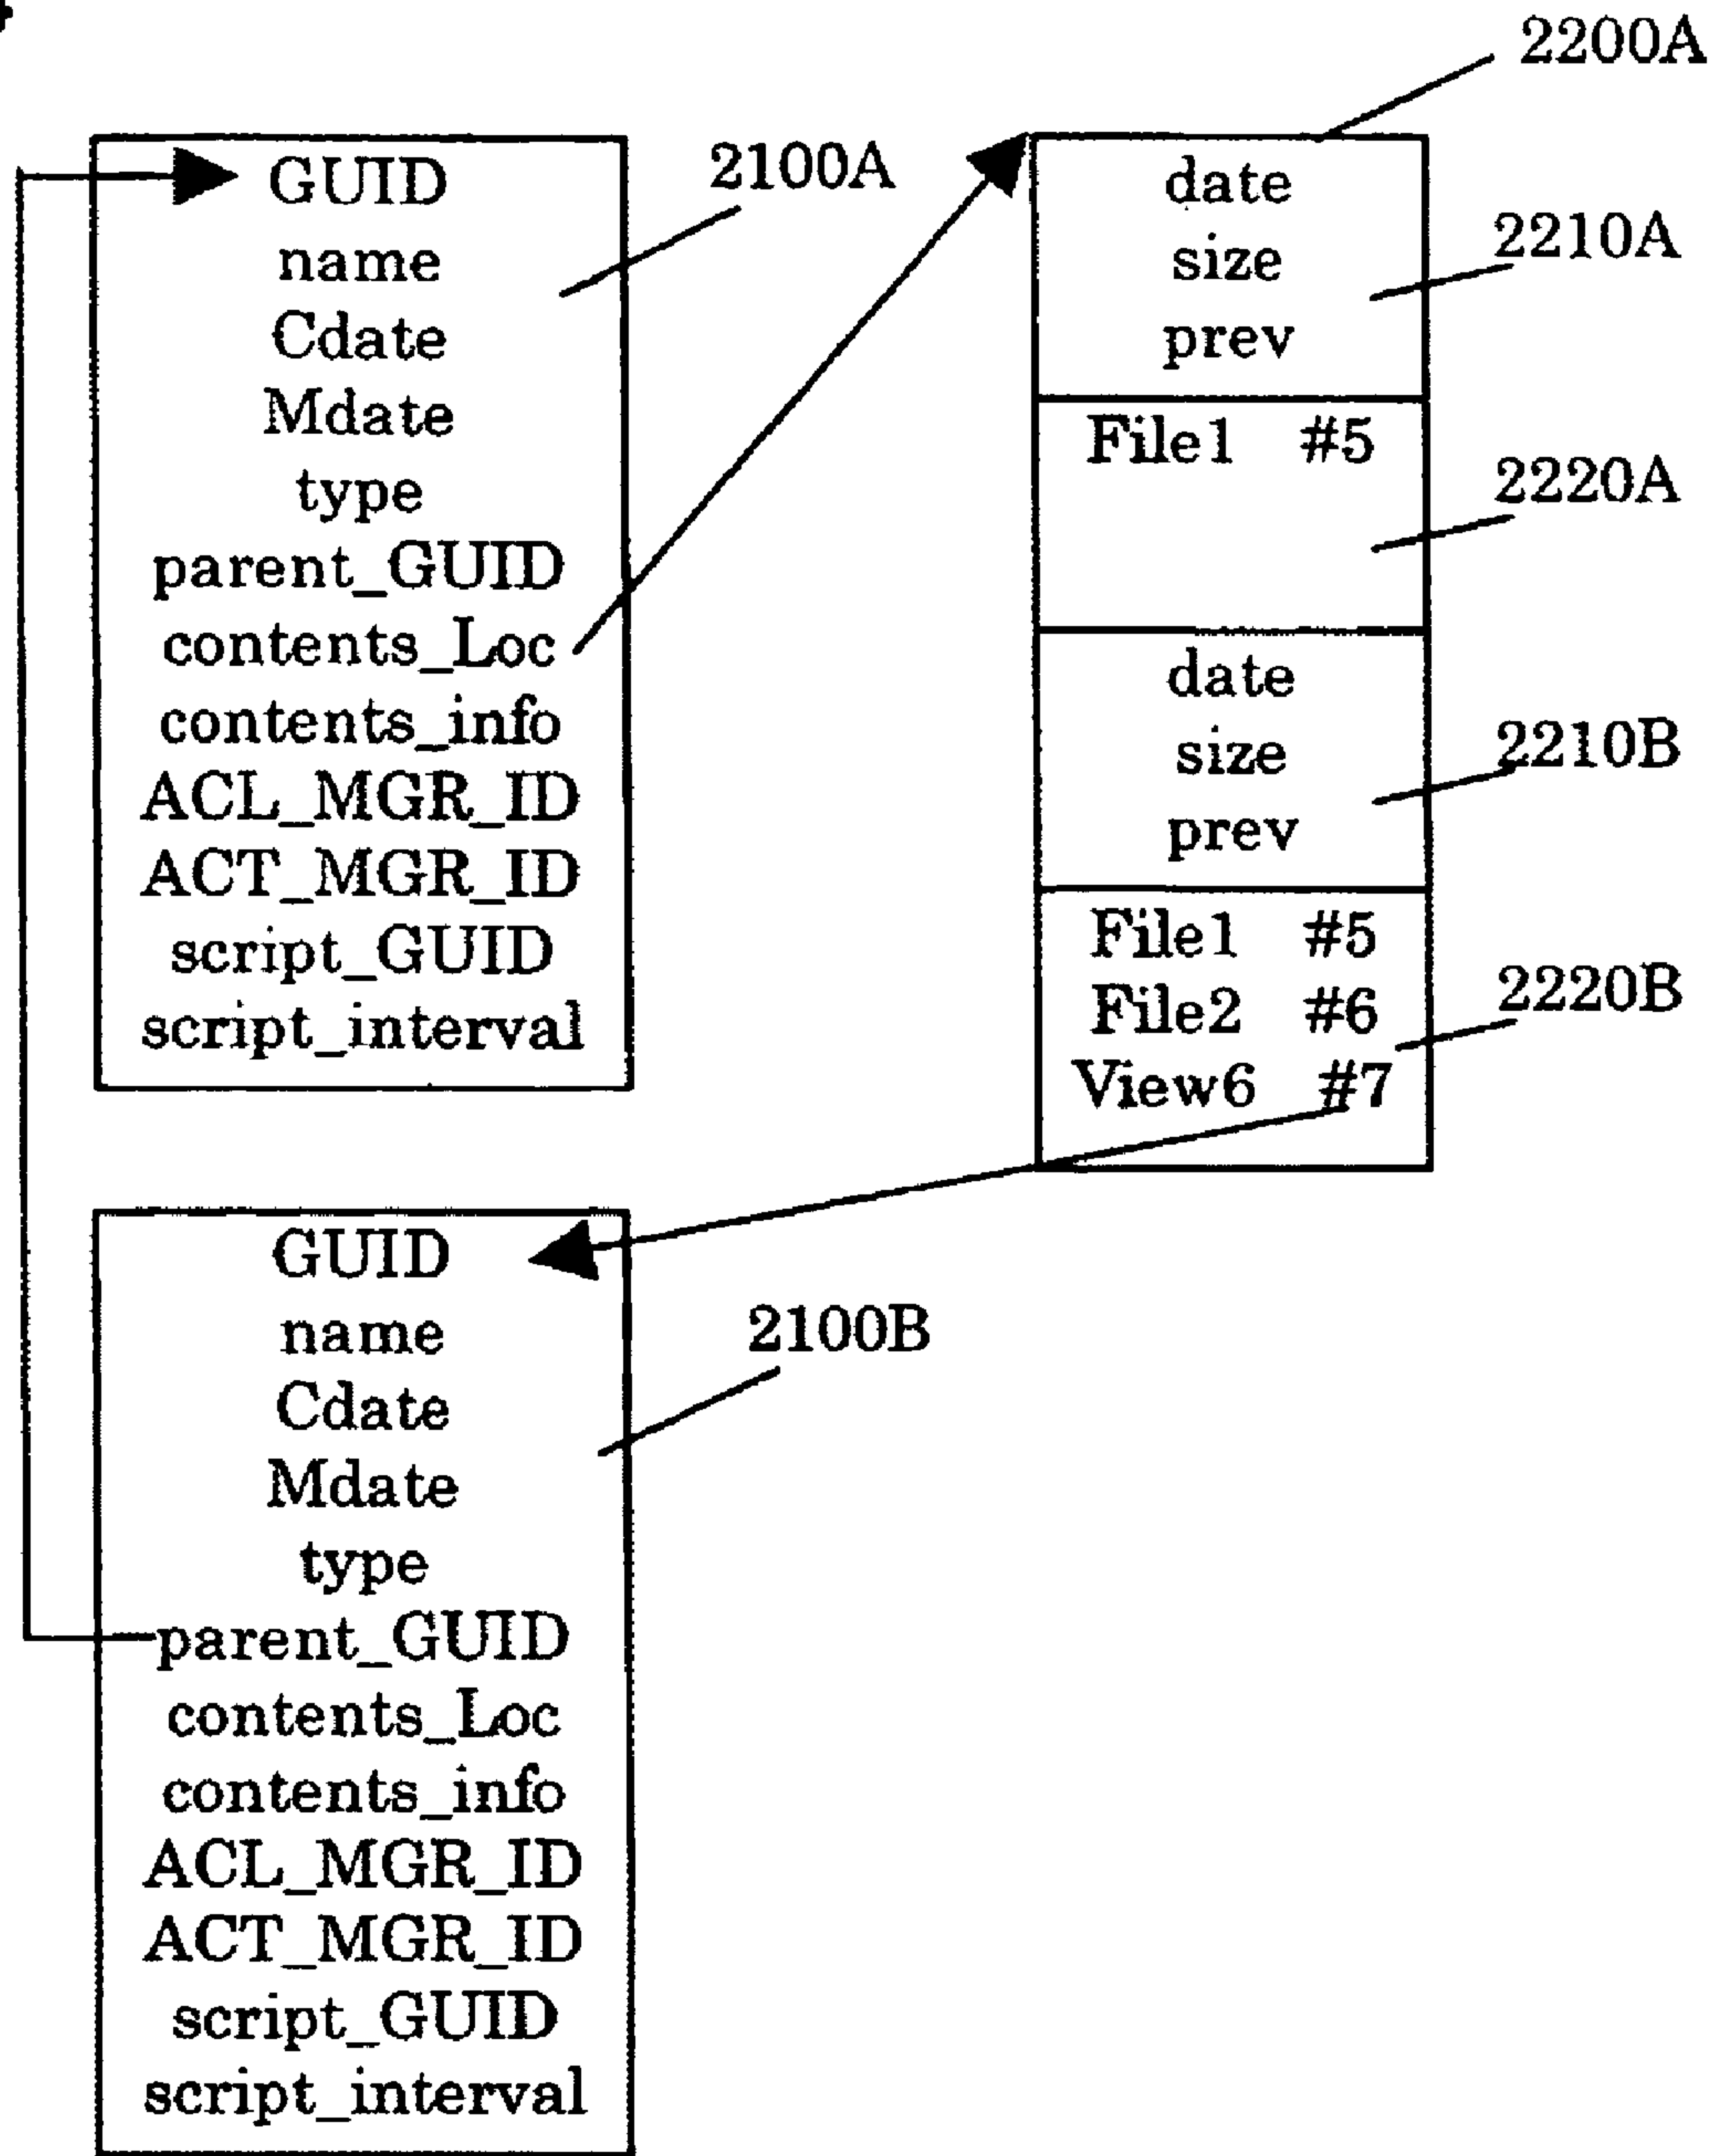 2200A
2100A
GUID
name
Cdate
Mdate
type
parent_GUID
contents_Loc
contents_info
ACL_MGR_ID
ACT_MGR_ID
script_GUID
script_interval
date
size
prev
2210A
File1 #5
2220A
date
size
prev
2210B
File1 #5
File2 #6
View6 #7
2220B
GUID
name
Cdate
Mdate
type
parent_GUID
contents_Loc
contents_info
ACL_MGR_ID
ACT_MGR_ID
script_GUID
script_interval
2100B